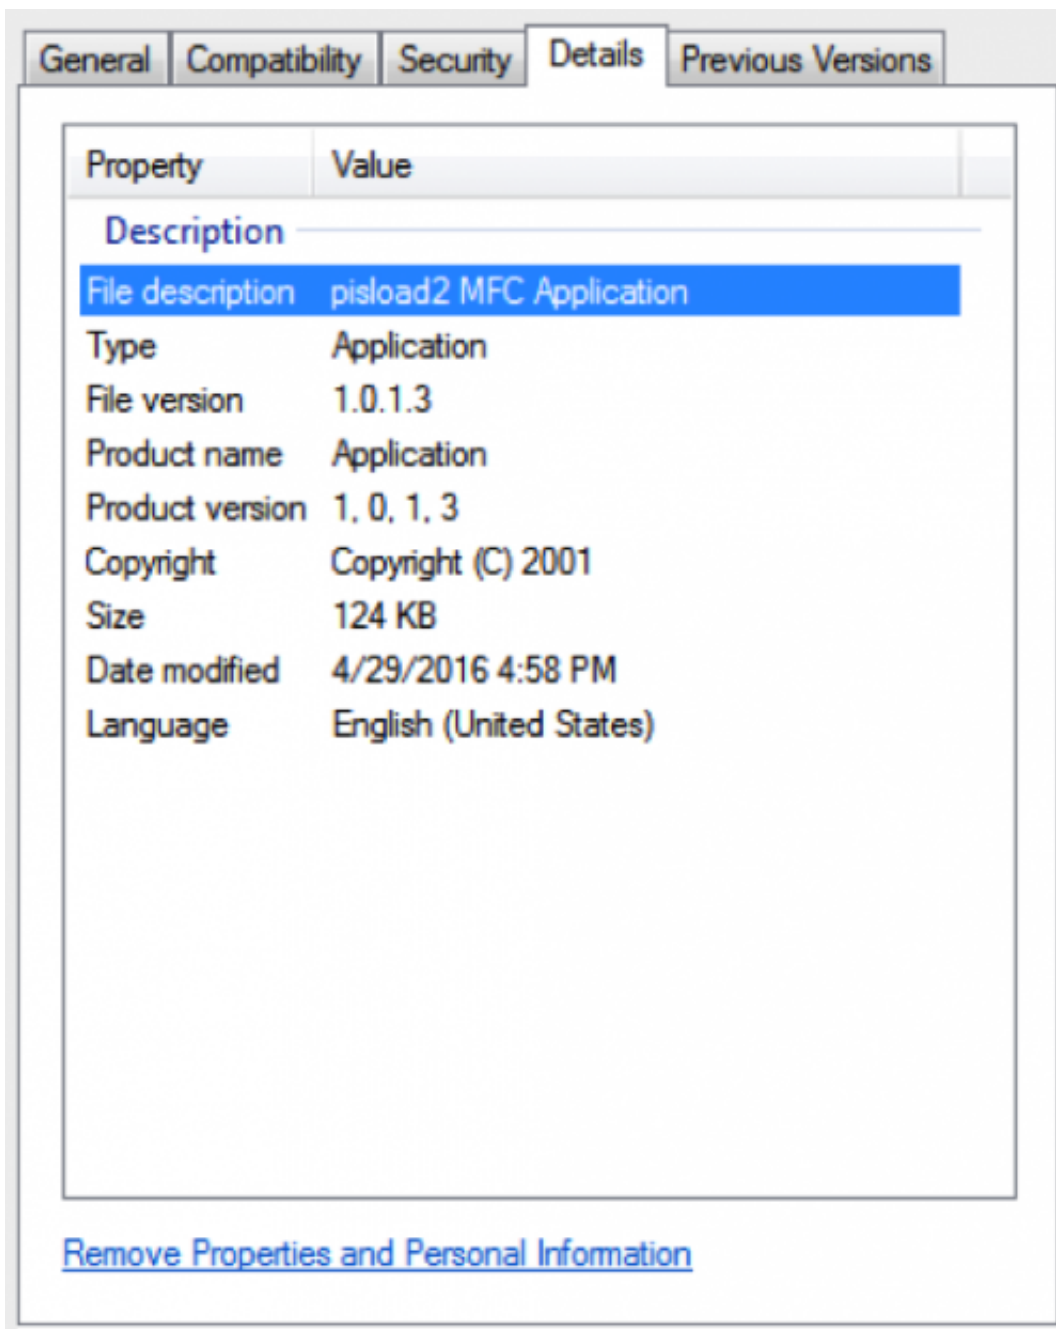 General Compatibility Security Details Previous Versions
Property Value
Description
File description pisload2 MFC Application
Type Application
File version 1.0.1.3
Product name Application
Product version 1, 0, 1, 3
Copyright Copyright (C) 2001
Size 124 KB
Date modified 4/29/2016 4:58 PM
Language English (United States)
Remove Properties and Personal Information